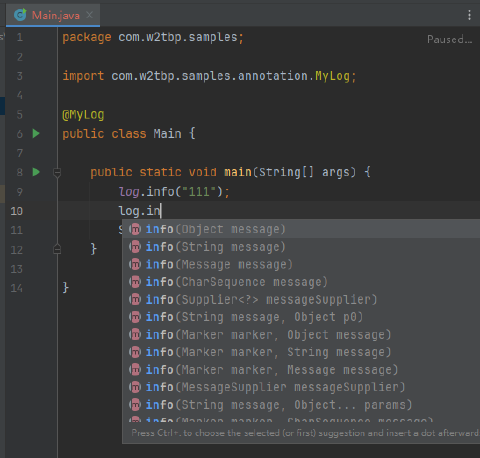 Main.java
1 package com.w2tbp.samples;
Paused...
2
3 import com.w2tbp.samples.annotation.MyLog;
4
5 @MyLog
6 public class Main {
7
8 public static void main(String[] args) {
9 log.info("111");
10 log.in
11 S
12 }
13
14 }
info(Object message)
info(String message)
info(Message message)
info(CharSequence message)
info(Supplier<?> messageSupplier)
info(String message, Object p0)
info(Marker marker, Object message)
info(Marker marker, String message)
info(Marker marker, Message message)
info(MessageSupplier messageSupplier)
info(String message, Object... params)
info(Marker marker, CharSequence message)
Press Ctrl+. to choose the selected (or first) suggestion and insert a dot afterward